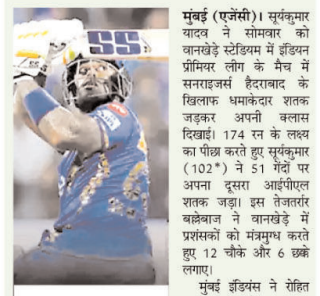 SS
मुंबई (एजेंसी)। सूर्यकुमार
यादव ने सोमवार को
वानखेड़े स्टेडियम में इंडियन
प्रीमियर लीग के मैच में
सनराइजर्स हैदराबाद के
खिलाफ धमाकेदार शतक
जड़कर अपनी क्लास
दिखाई। 174 रन के लक्ष्य
का पीछा करते हुए सूर्यकुमार
(102*) ने 51 गेंदों पर
अपना दूसरा आईपीएल
शतक जड़ा। इस तेजतर्रार
बल्लेबाज ने वानखेड़े में
प्रशंसकों को मंत्रमुग्ध करते
हुए 12 चौके और 6 छक्के
लगाए।
मुंबई इंडियंस ने रोहित